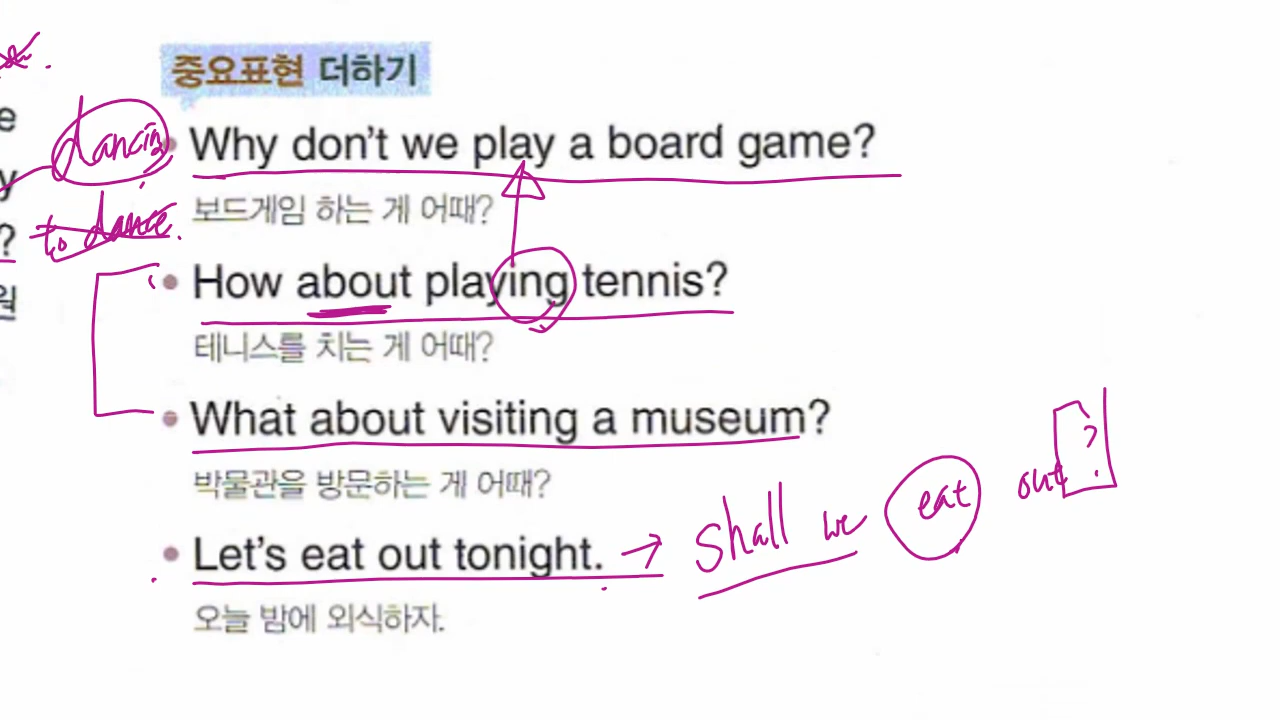 중요표현 더하기
e
dancing
Why don't we play a board game?
y
보드게임 하는 게 어때?
? to dance.
How about playing tennis?
테니스를 치는 게 어때?
What about visiting a museum?
박물관을 방문하는 게 어때?
Let's eat out tonight. → shall we eat out?
오늘 밤에 외식하자.